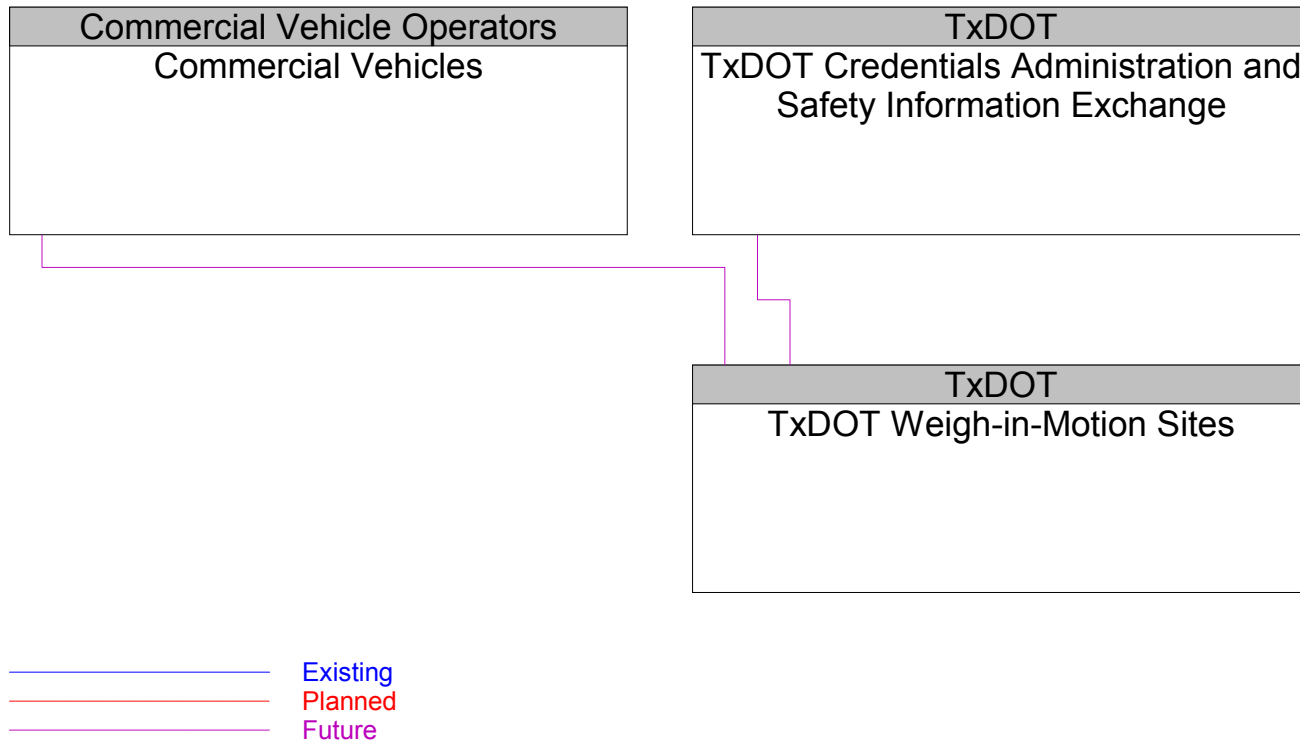 Commercial Vehicle Operators
Commercial Vehicles
TxDOT
TxDOT Credentials Administration and
Safety Information Exchange
TxDOT
TxDOT Weigh-in-Motion Sites
Existing
Planned
Future